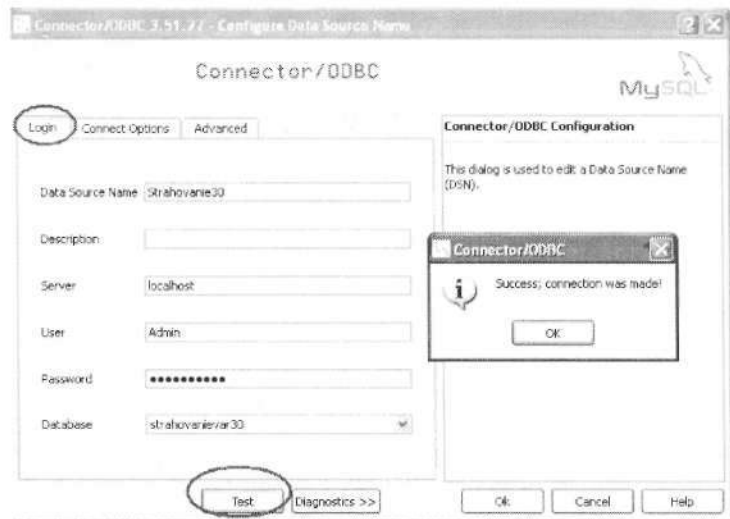 Connector/ODBC 3.51.27 - Configure Data Source Name
Connector/ODBC
MySQL
Login
Connect Options
Advanced
Connector/ODBC Configuration
This dialog is used to edit a Data Source Name
(DSN).
Data Source Name
Strahovanie30
Description
Server
localhost
User
Admin
Password
●●●●●●●●●●
Database
strahovanievar30
Connector/ODBC
Success; connection was made!
OK
Test
Diagnostics >>
Ok
Cancel
Help